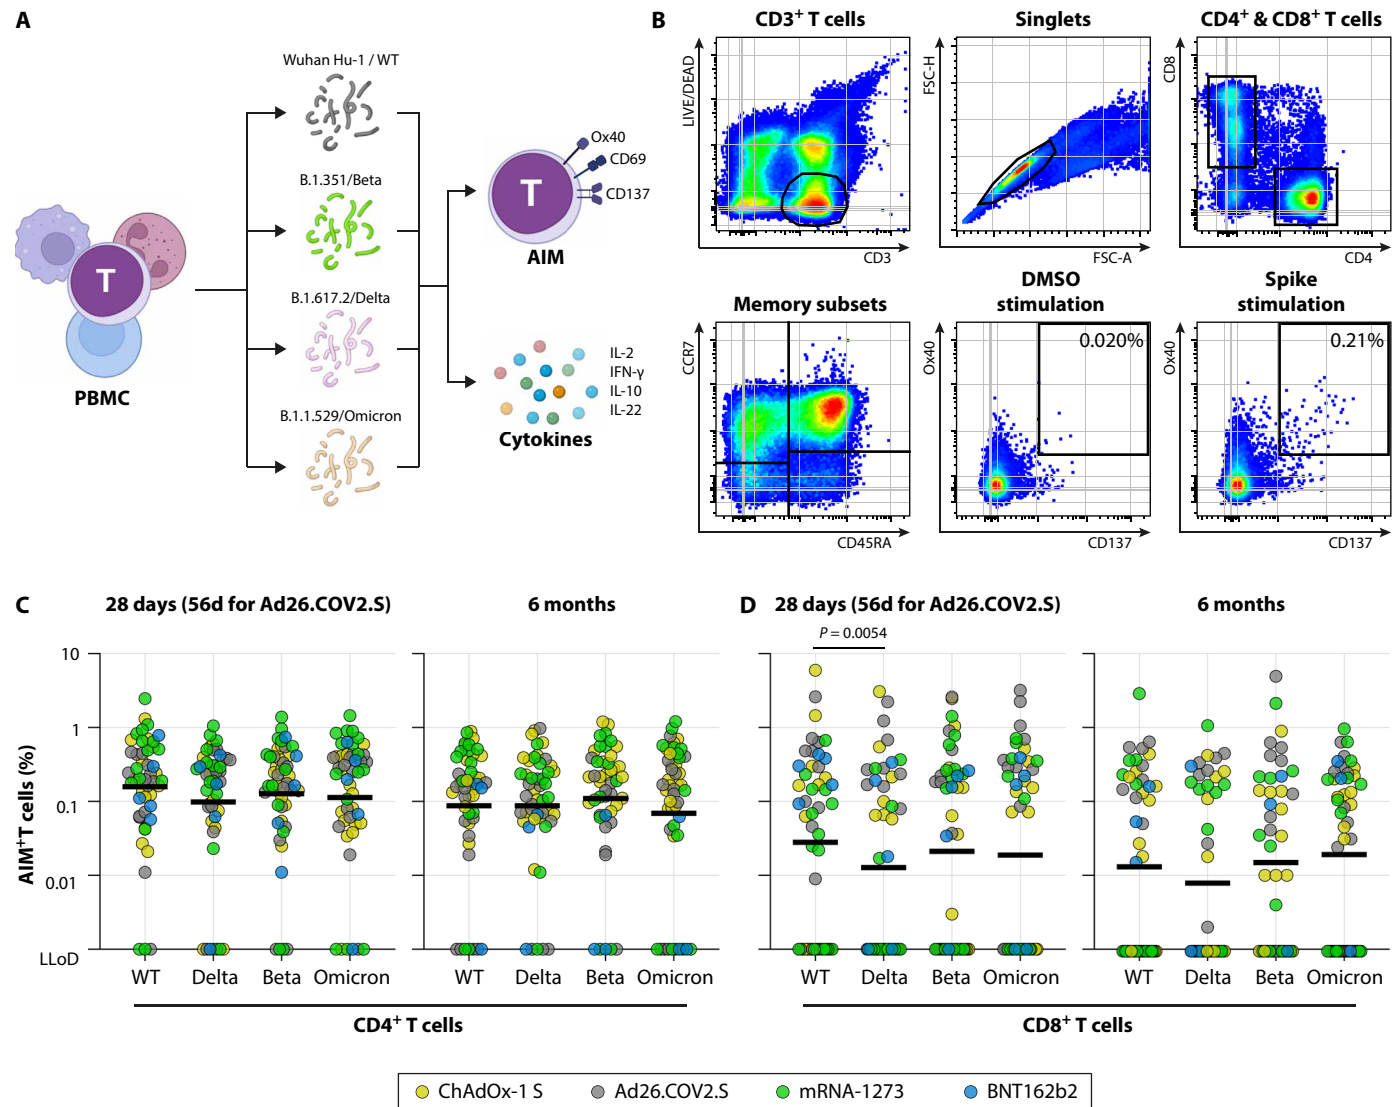 A
Wuhan Hu-1 / WT
B.1.351/Beta
B.1.617.2/Delta
B.1.1.529/Omicron
T
PBMC
Ox40
CD69
CD137
T
AIM
IL-2
IFN-γ
IL-10
IL-22
Cytokines
B
CD3+ T cells
LIVE/DEAD
CD3
Singlets
FSC-H
FSC-A
CD4+ & CD8+ T cells
CD8
CD4
Memory subsets
CCR7
CD45RA
DMSO
stimulation
Ox40
0.020%
CD137
Spike
stimulation
Ox40
0.21%
CD137
C
28 days (56d for Ad26.COV2.S)
6 months
AIM+T cells (%)
10
1
0.1
0.01
LLoD
WT Delta Beta Omicron
WT Delta Beta Omicron
CD4+ T cells
D
28 days (56d for Ad26.COV2.S)
6 months
P = 0.0054
WT Delta Beta Omicron
WT Delta Beta Omicron
CD8+ T cells
ChAdOx-1 S
Ad26.COV2.S
mRNA-1273
BNT162b2